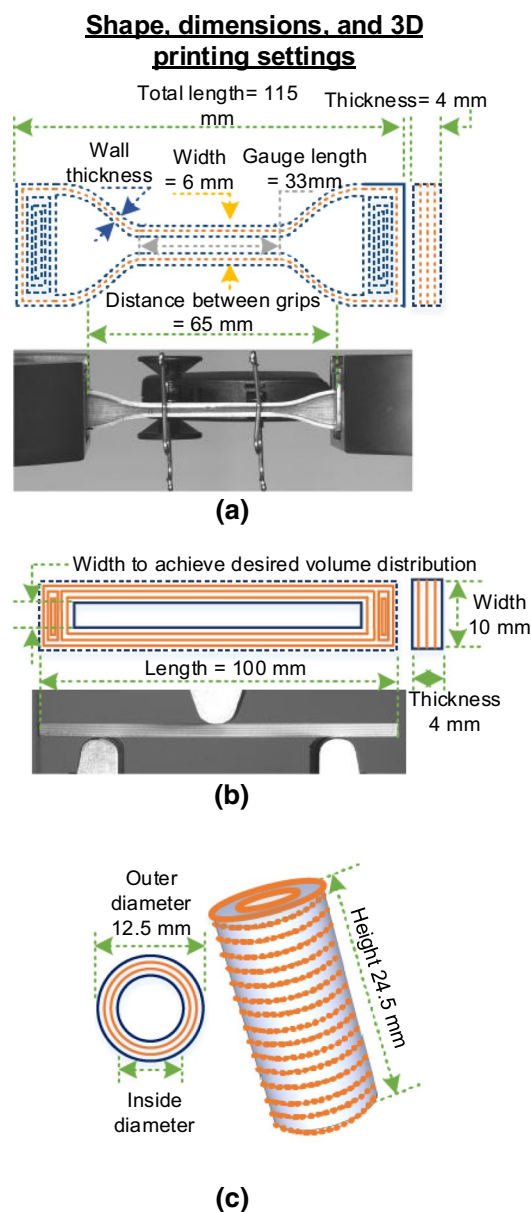 Shape, dimensions, and 3D
printing settings
Total length= 115
mm
Thickness= 4 mm
Wall
thickness
Width
= 6 mm
Gauge length
= 33mm
Distance between grips
= 65 mm
(a)
Width to achieve desired volume distribution
Width
10 mm
Length = 100 mm
Thickness
4 mm
(b)
Outer
diameter
12.5 mm
Height 24.5 mm
Inside
diameter
(c)